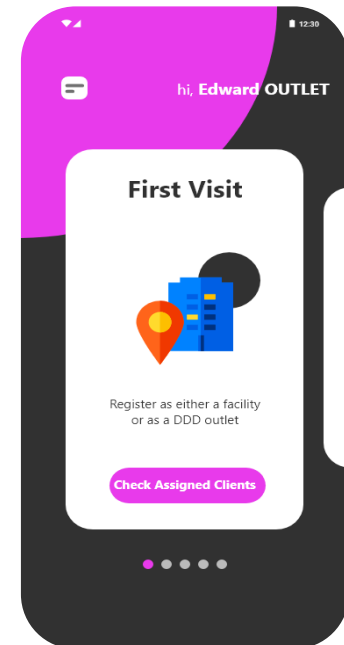 12:30
hi, Edward OUTLET
First Visit
Register as either a facility
or as a DDD outlet
Check Assigned Clients